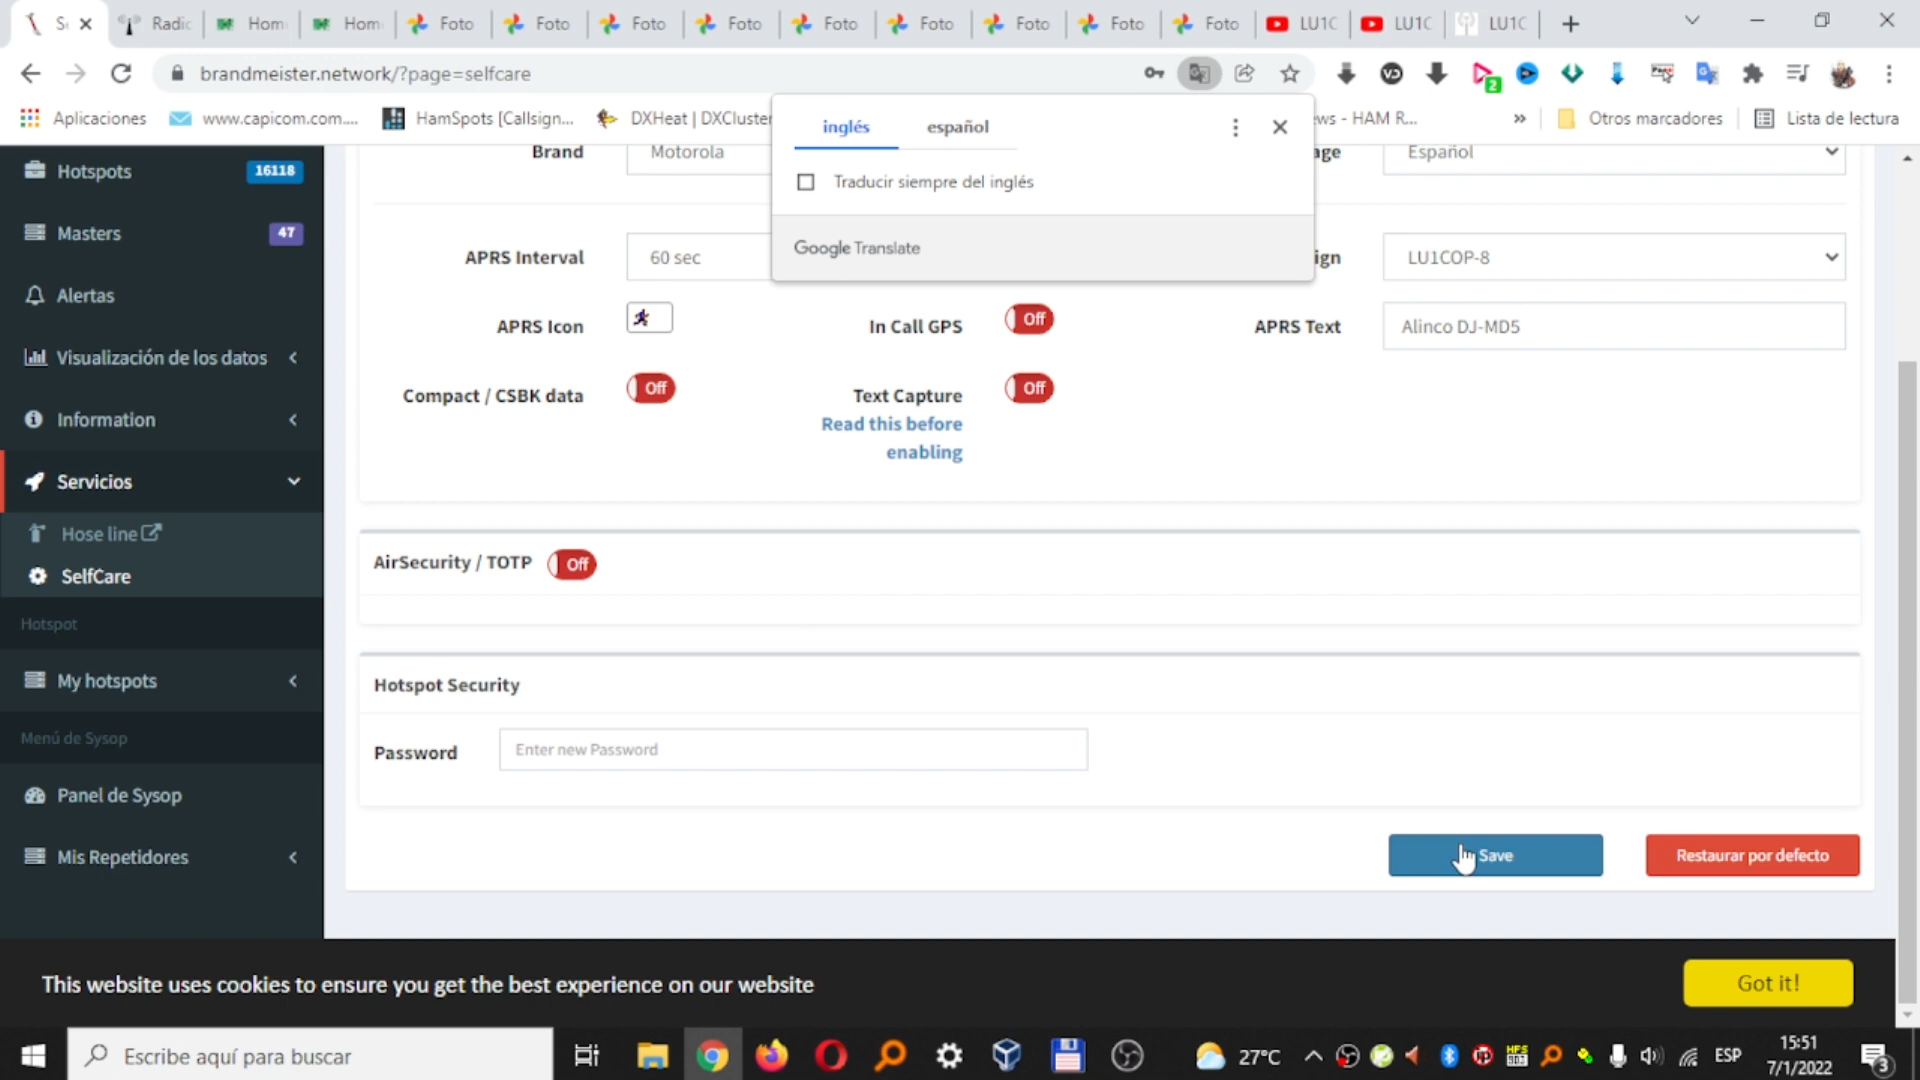 S
Radio
Hom
Hom
Foto
Foto
Foto
Foto
Foto
Foto
Foto
Foto
Foto
LU1C
LU1C
LU1C
brandmeister.network/?page=selfcare
2
Aplicaciones
www.capicom.com....
HamSpots [Callsign...
DXHeat | DXCluster
ws - HAM R...
»
Otros marcadores
Lista de lectura
inglés
español
Traducir siempre del inglés
Google Translate
Hotspots
16118
Masters
47
Alertas
Visualización de los datos
Information
Servicios
Hose line
SelfCare
Hotspot
My hotspots
Menú de Sysop
Panel de Sysop
Mis Repetidores
Brand
Motorola
age
Español
APRS Interval
60 sec
ign
LU1COP-8
APRS Icon
In Call GPS
Off
APRS Text
Alinco DJ-MD5
Compact / CSBK data
Off
Text Capture
Off
Read this before
enabling
AirSecurity / TOTP
Off
Hotspot Security
Password
Enter new Password
Save
Restaurar por defecto
This website uses cookies to ensure you get the best experience on our website
Got it!
Escribe aquí para buscar
27°C
ESP
15:51
7/1/2022
3